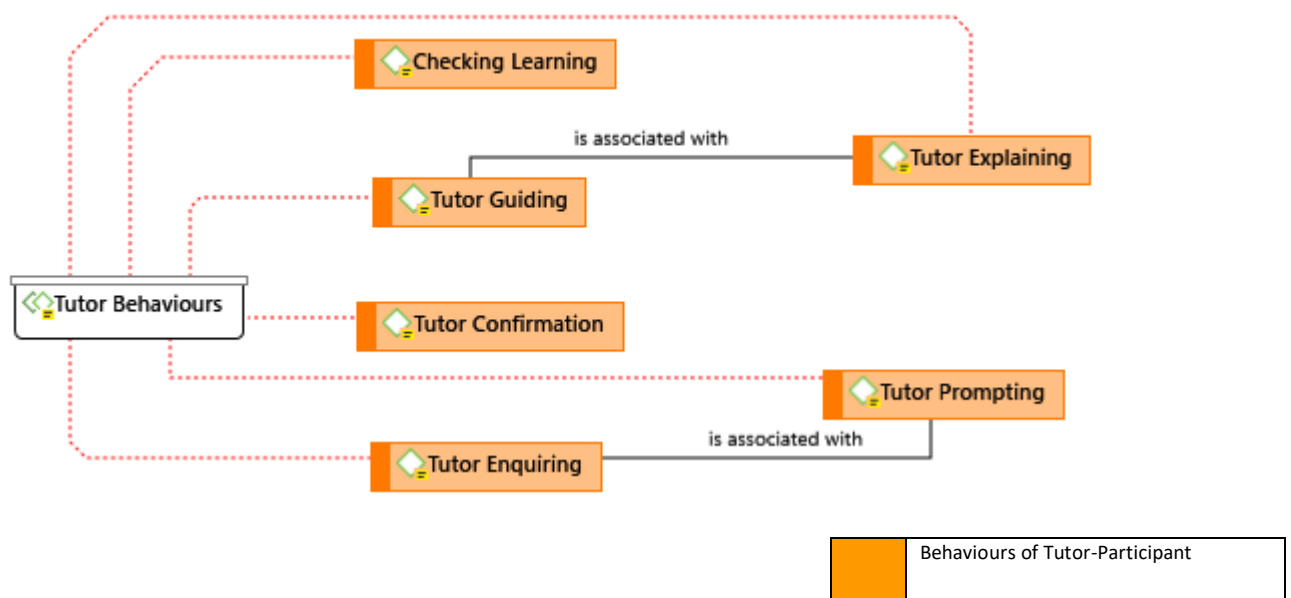 Checking Learning
is associated with
Tutor Explaining
Tutor Guiding
Tutor Behaviours
Tutor Confirmation
Tutor Prompting
is associated with
Tutor Enquiring
Behaviours of Tutor-Participant